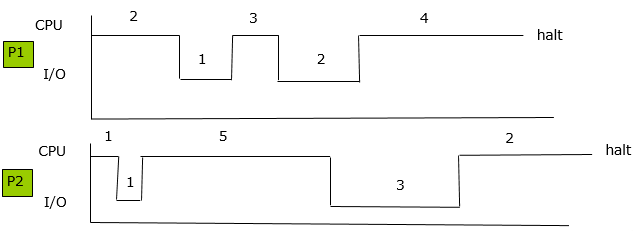 CPU 2 3 4 halt
P1
I/O 1 2
1 5 2
CPU halt
P2 1 3
I/O